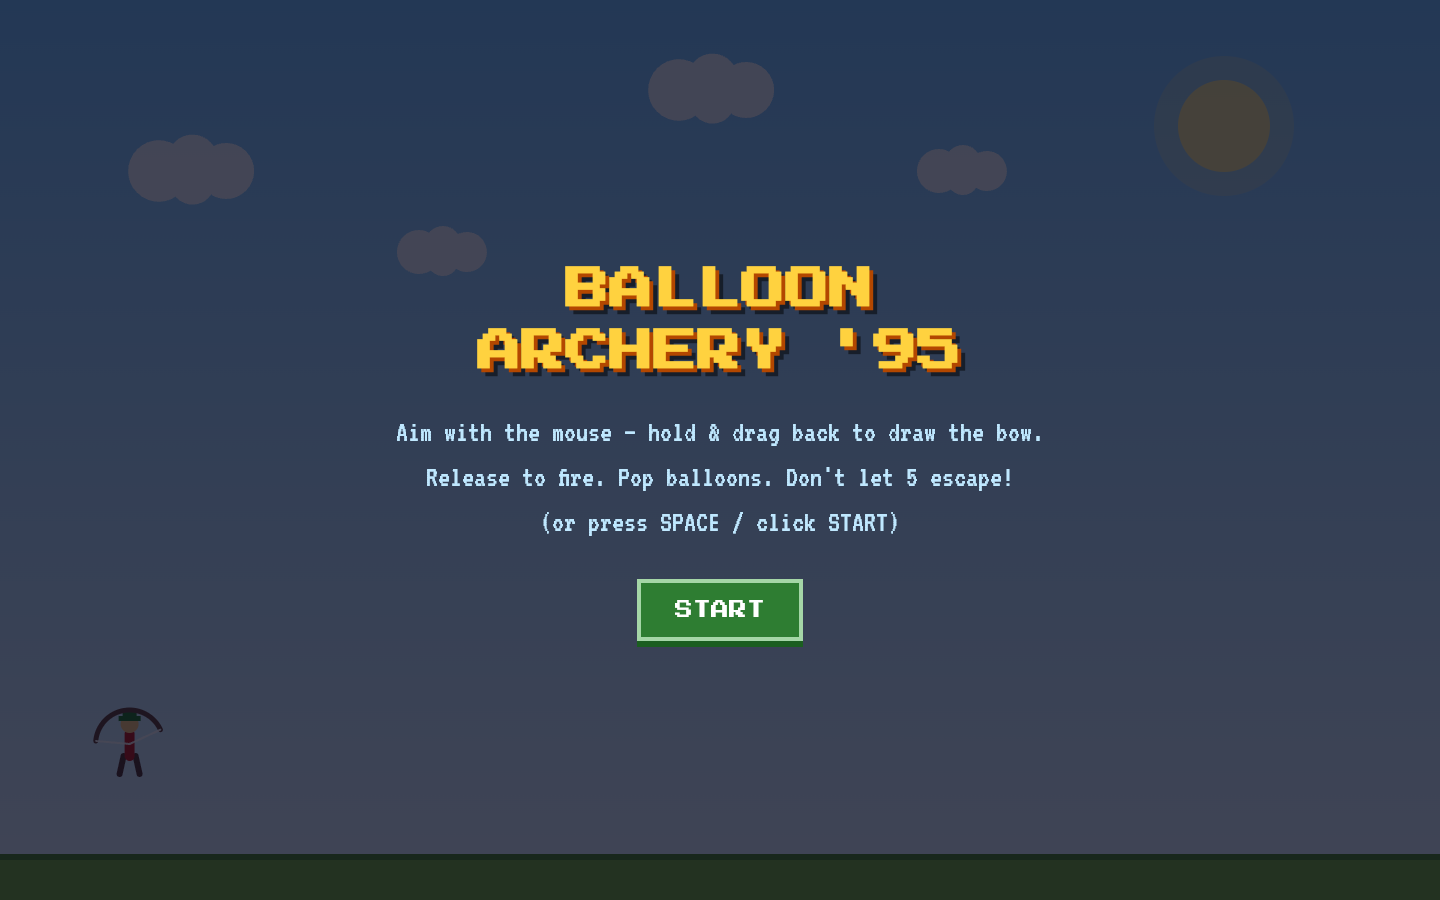 BALLOON
ARCHERY '95
Aim with the mouse — hold & drag back to draw the bow.
Release to fire. Pop balloons. Don't let 5 escape!
(or press SPACE / click START)
START